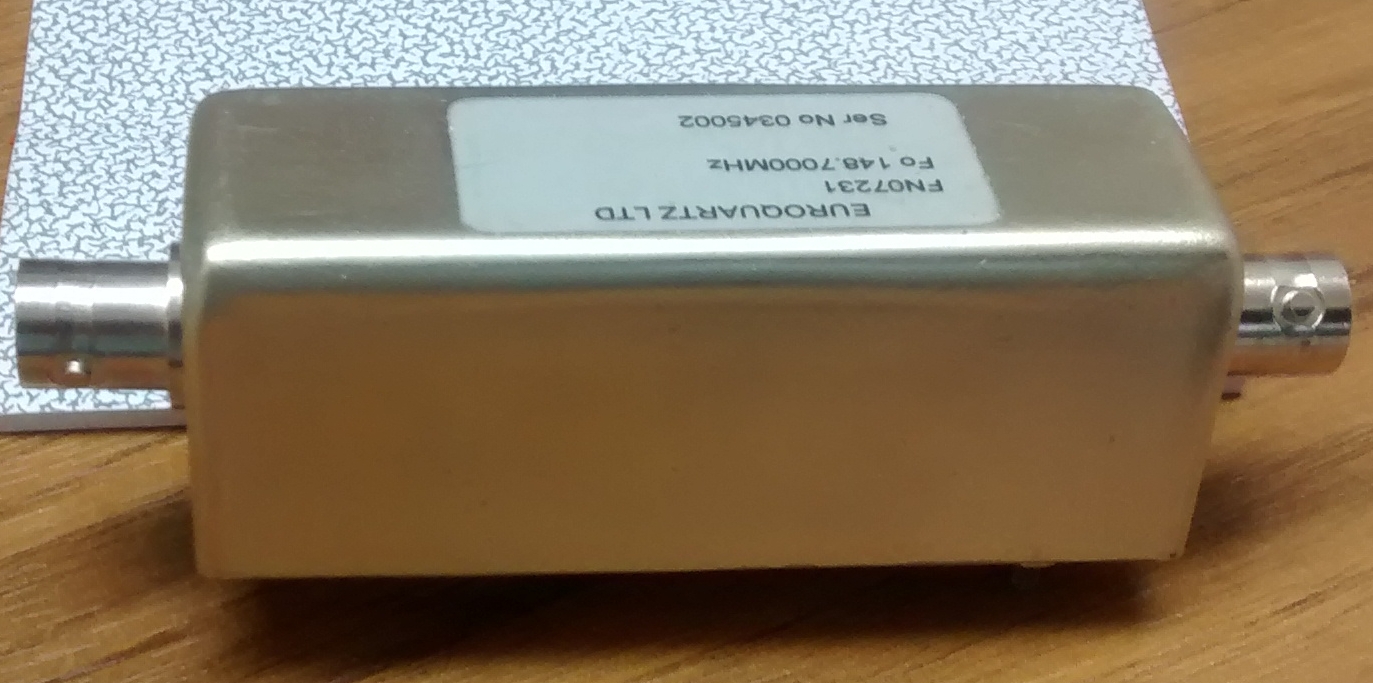 EUROQUARTZ LTD
FN07231
Fo 148.7000MHz
Ser No 0345002